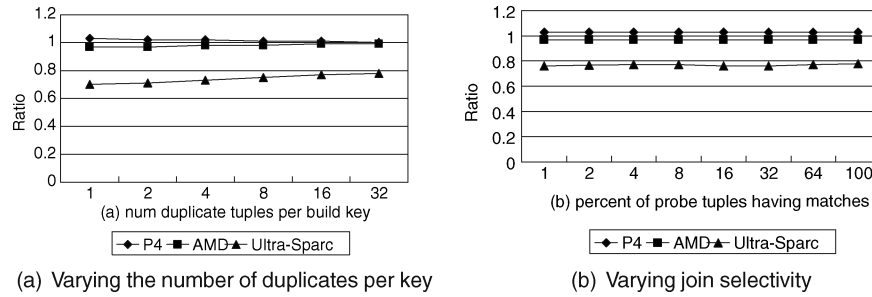 1.2
1
0.8
0.6
0.4
0.2
0
Ratio
1 2 4 8 16 32
(a) num duplicate tuples per build key
P4 AMD Ultra-Sparc
(a) Varying the number of duplicates per key
1.2
1
0.8
0.6
0.4
0.2
0
Ratio
1 2 4 8 16 32 64 100
(b) percent of probe tuples having matches
P4 AMD Ultra-Sparc
(b) Varying join selectivity